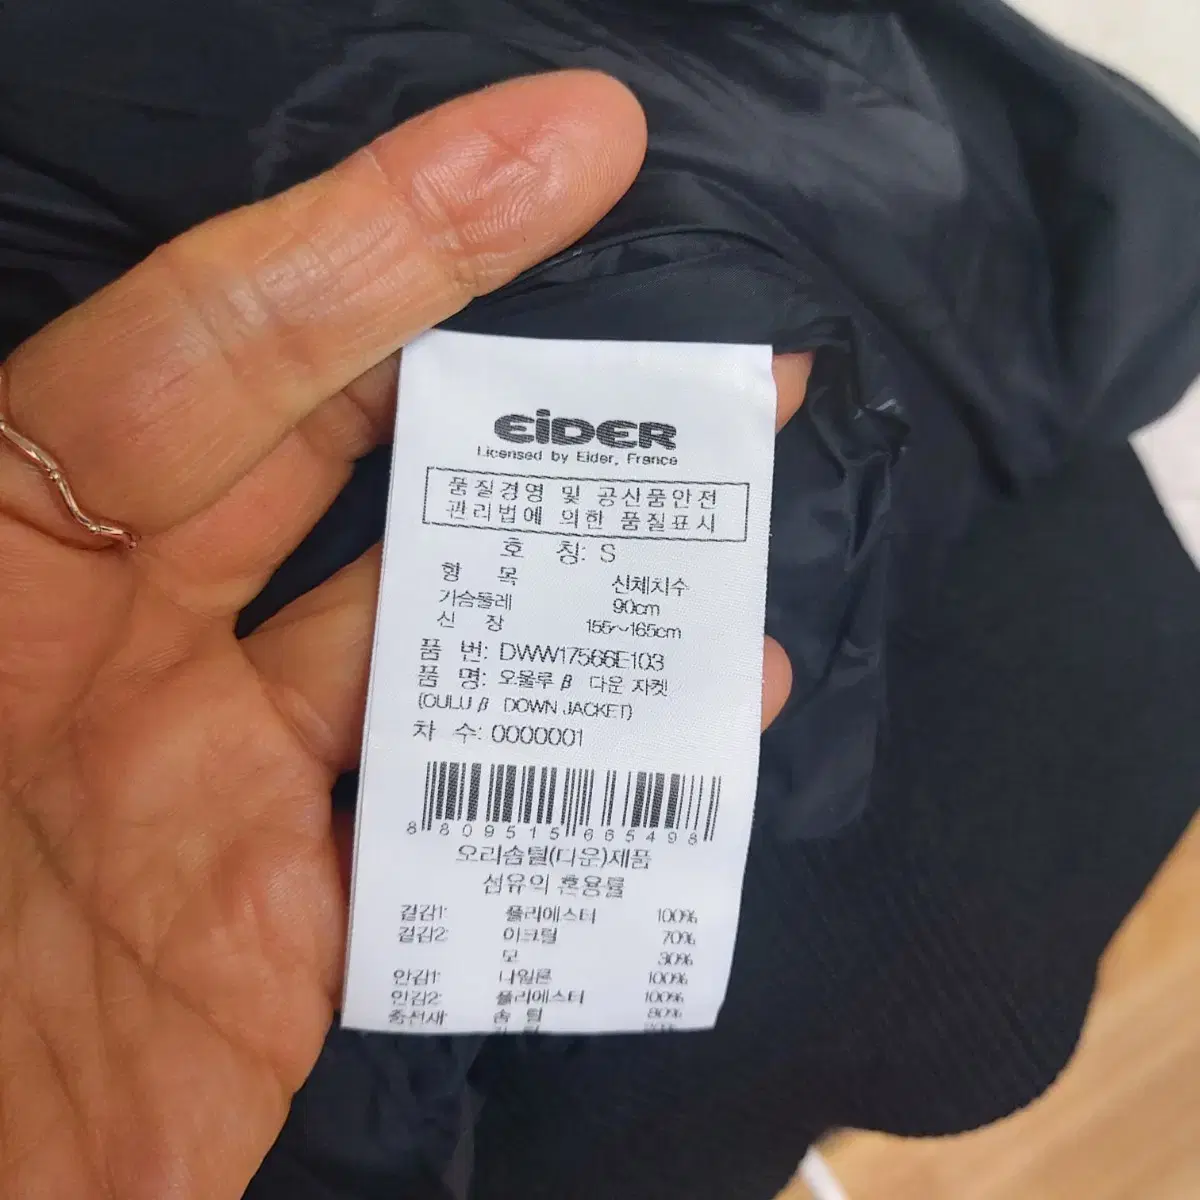 EiDER
Licensed by Eider, France
품질경영 및 공산품안전
관리법에 의한 품질표시
호 칭: S
항 목 신체치수
가슴둘레 90cm
신 장 155~165cm
품 번: DWW17566E103
품 명: 오울루 β 다운 자켓
(OULU β DOWN JACKET)
차 수: 0000001
8 809515 665498
오리솜털(다운)제품
섬유의 혼용률
겉감1: 폴리에스터 100%
겉감2: 아크릴 70%
모 30%
안감1: 나일론 100%
안감2: 폴리에스터 100%
충전재: 솜 털 80%